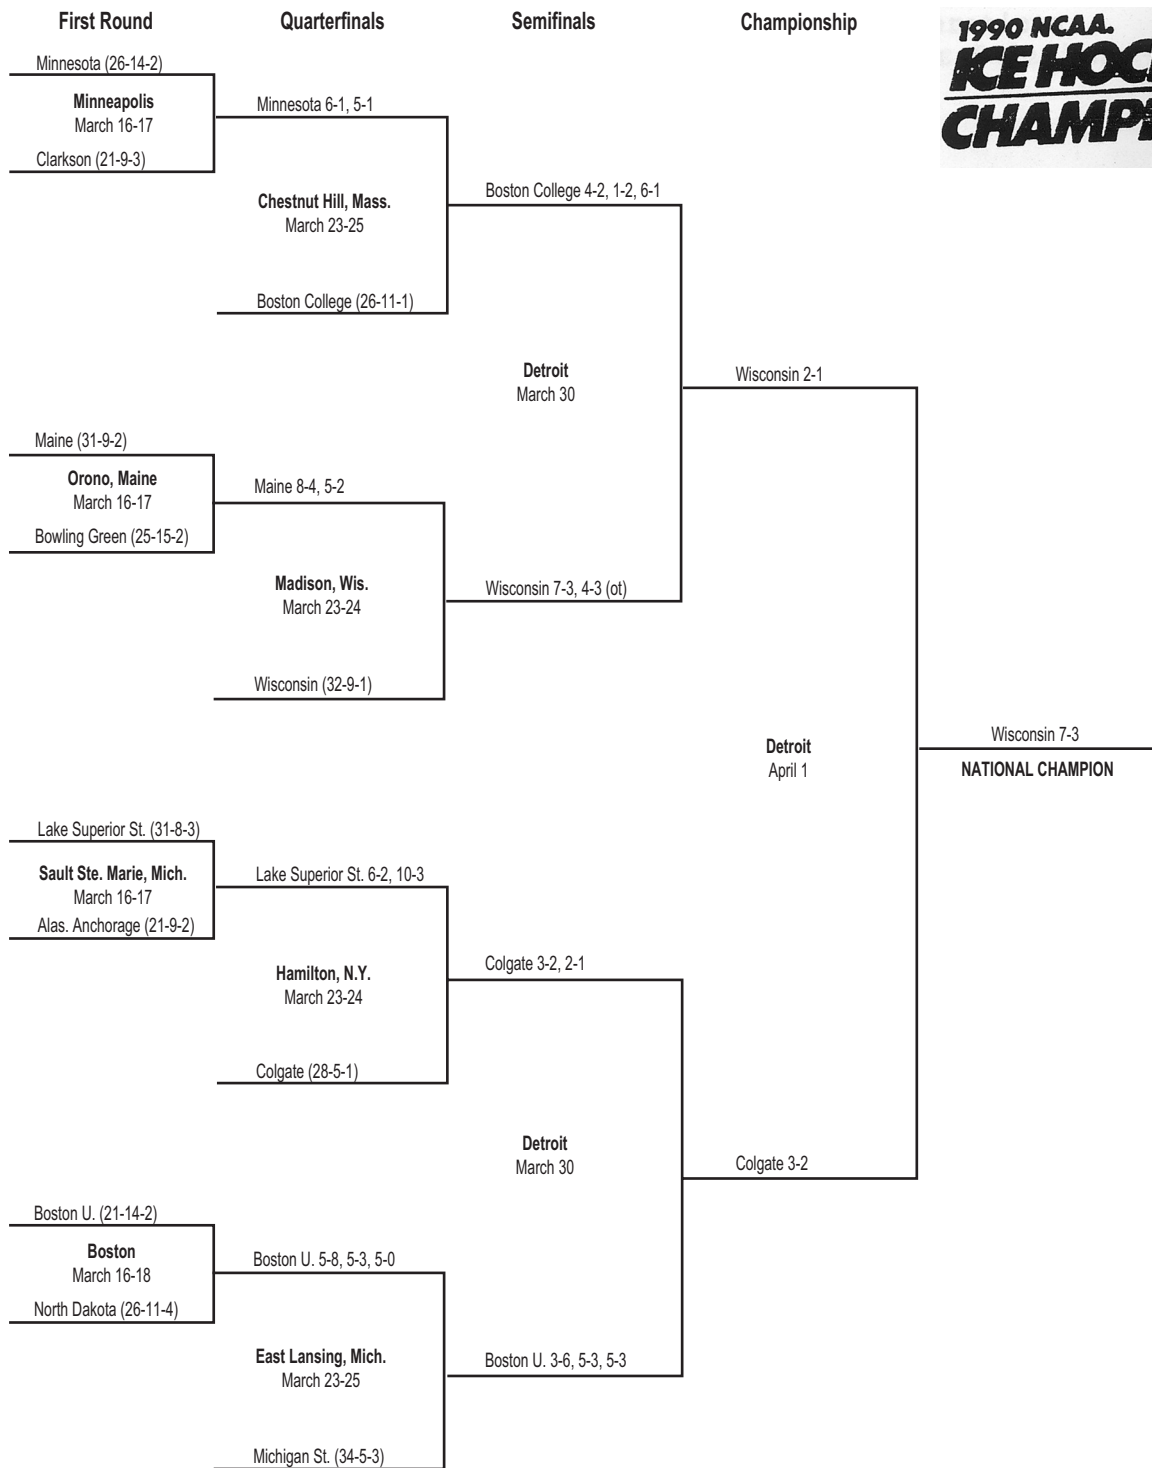 First Round
Quarterfinals
Semifinals
Championship
1990 NCAA.
Minnesota (26-14-2)
Minneapolis
March 16-17
Clarkson (21-9-3)
Minnesota 6-1, 5-1
Chestnut Hill, Mass.
March 23-25
Boston College (26-11-1)
Boston College 4-2, 1-2, 6-1
Detroit
March 30
Wisconsin 2-1
Maine (31-9-2)
Orono, Maine
March 16-17
Bowling Green (25-15-2)
Maine 8-4, 5-2
Madison, Wis.
March 23-24
Wisconsin (32-9-1)
Wisconsin 7-3, 4-3 (ot)
Detroit
April 1
Wisconsin 7-3
NATIONAL CHAMPION
Lake Superior St. (31-8-3)
Sault Ste. Marie, Mich.
March 16-17
Alas. Anchorage (21-9-2)
Lake Superior St. 6-2, 10-3
Hamilton, N.Y.
March 23-24
Colgate (28-5-1)
Colgate 3-2, 2-1
Detroit
March 30
Colgate 3-2
Boston U. (21-14-2)
Boston
March 16-18
North Dakota (26-11-4)
Boston U. 5-8, 5-3, 5-0
East Lansing, Mich.
March 23-25
Michigan St. (34-5-3)
Boston U. 3-6, 5-3, 5-3
ICE